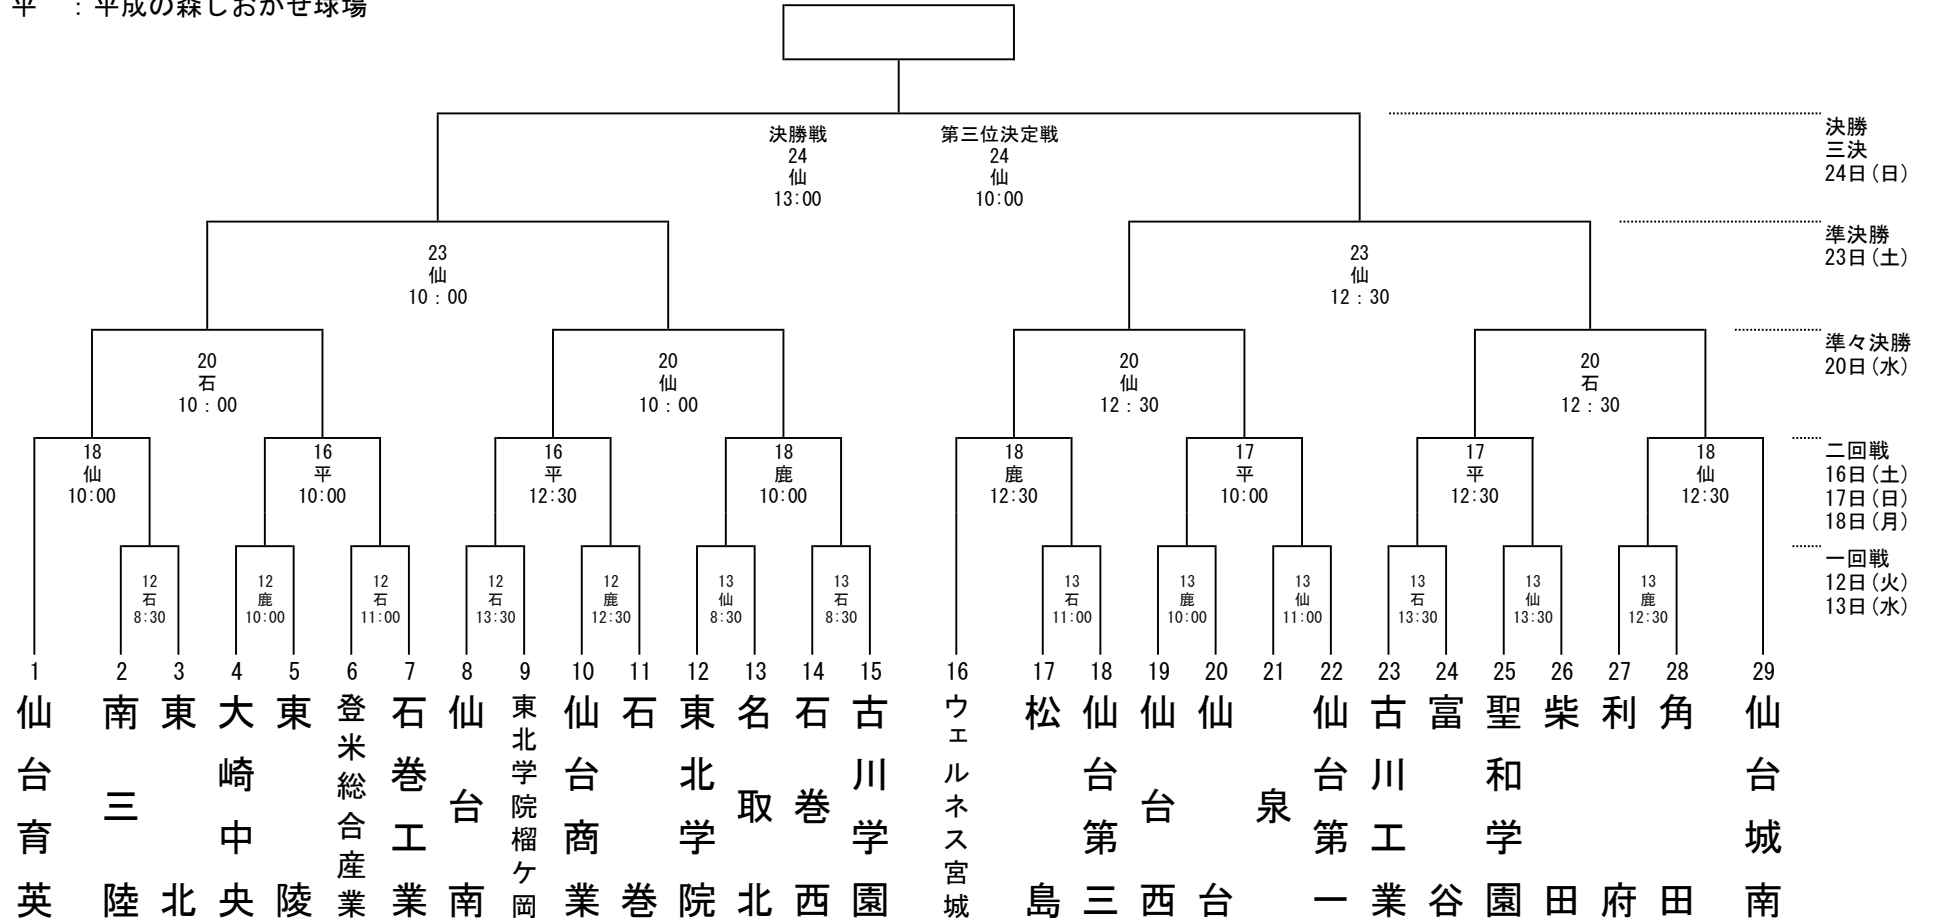 平 ：平成の森しおかぜ球場
決勝戦
24
仙
13:00
第三位決定戦
24
仙
10:00
決勝
三決
24日(日)
23
仙
10：00
23
仙
12：30
準決勝
23日(土)
20
石
10：00
20
仙
10：00
20
仙
12：30
20
石
12：30
準々決勝
20日(水)
18
仙
10:00
16
平
10:00
16
平
12:30
18
鹿
10:00
18
鹿
12:30
17
平
10:00
17
平
12:30
18
仙
12:30
二回戦
16日(土)
17日(日)
18日(月)
12
石
8:30
12
鹿
10:00
12
石
11:00
12
石
13:30
12
鹿
12:30
13
仙
8:30
13
石
8:30
13
石
11:00
13
鹿
10:00
13
仙
11:00
13
石
13:30
13
仙
13:30
13
鹿
12:30
一回戦
12日(火)
13日(水)
1 仙台育英
2 南三陸
3 東北
4 大崎中央
5 東陵
6 登米総合産業
7 石巻工業
8 仙台南
9 東北学院榴ケ岡
10 仙台商業
11 石巻
12 東北学院
13 名取北
14 石巻西
15 古川学園
16 ウェルネス宮城
17 松島
18 仙台第三
19 仙台西
20 仙台
21 泉
22 仙台第一
23 古川工業
24 富谷
25 聖和学園
26 柴田
27 利府
28 角田
29 仙台城南